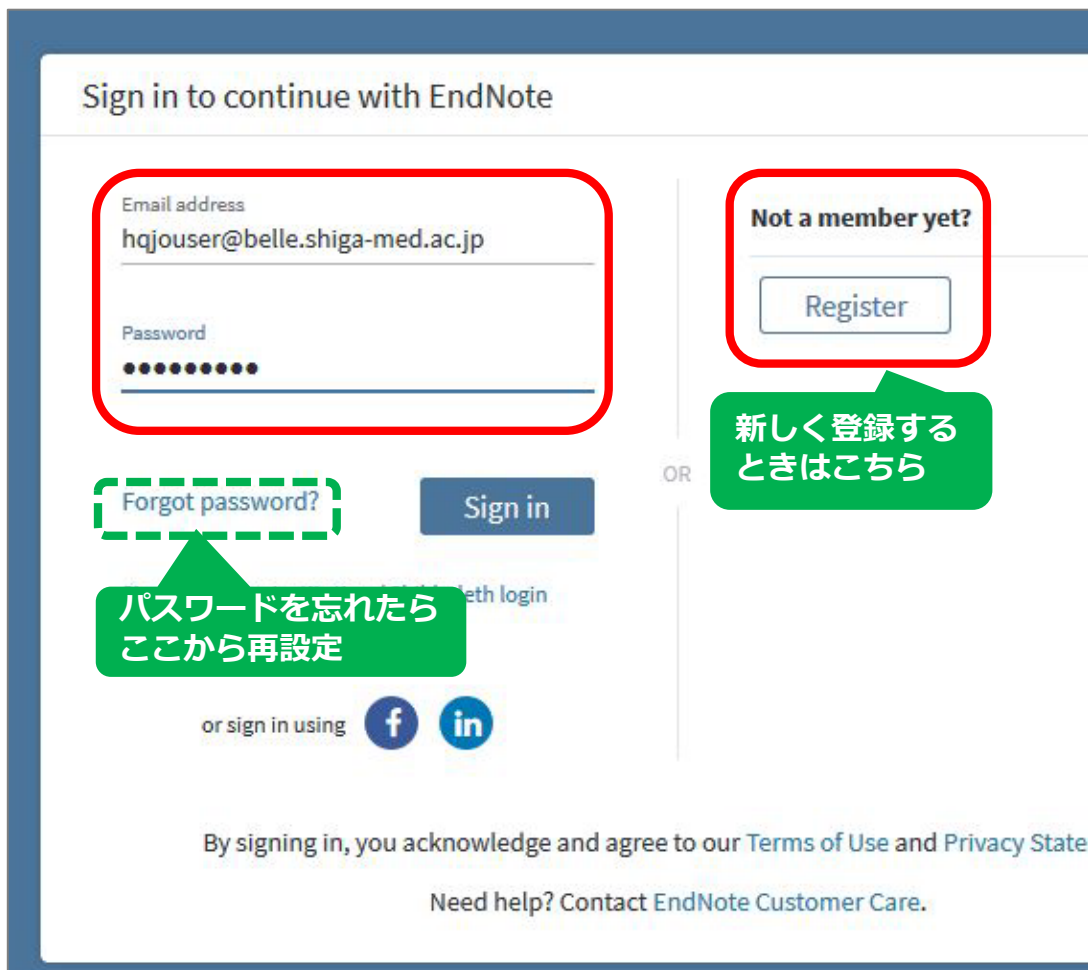 Sign in to continue with EndNote
Email address
hqjouser@belle.shiga-med.ac.jp
Password
●●●●●●●●●
Forgot password?
Sign in
login
パスワードを忘れたら
ここから再設定
or sign in using
f
in
OR
Not a member yet?
Register
新しく登録する
ときはこちら
By signing in, you acknowledge and agree to our Terms of Use and Privacy State
Need help? Contact EndNote Customer Care.